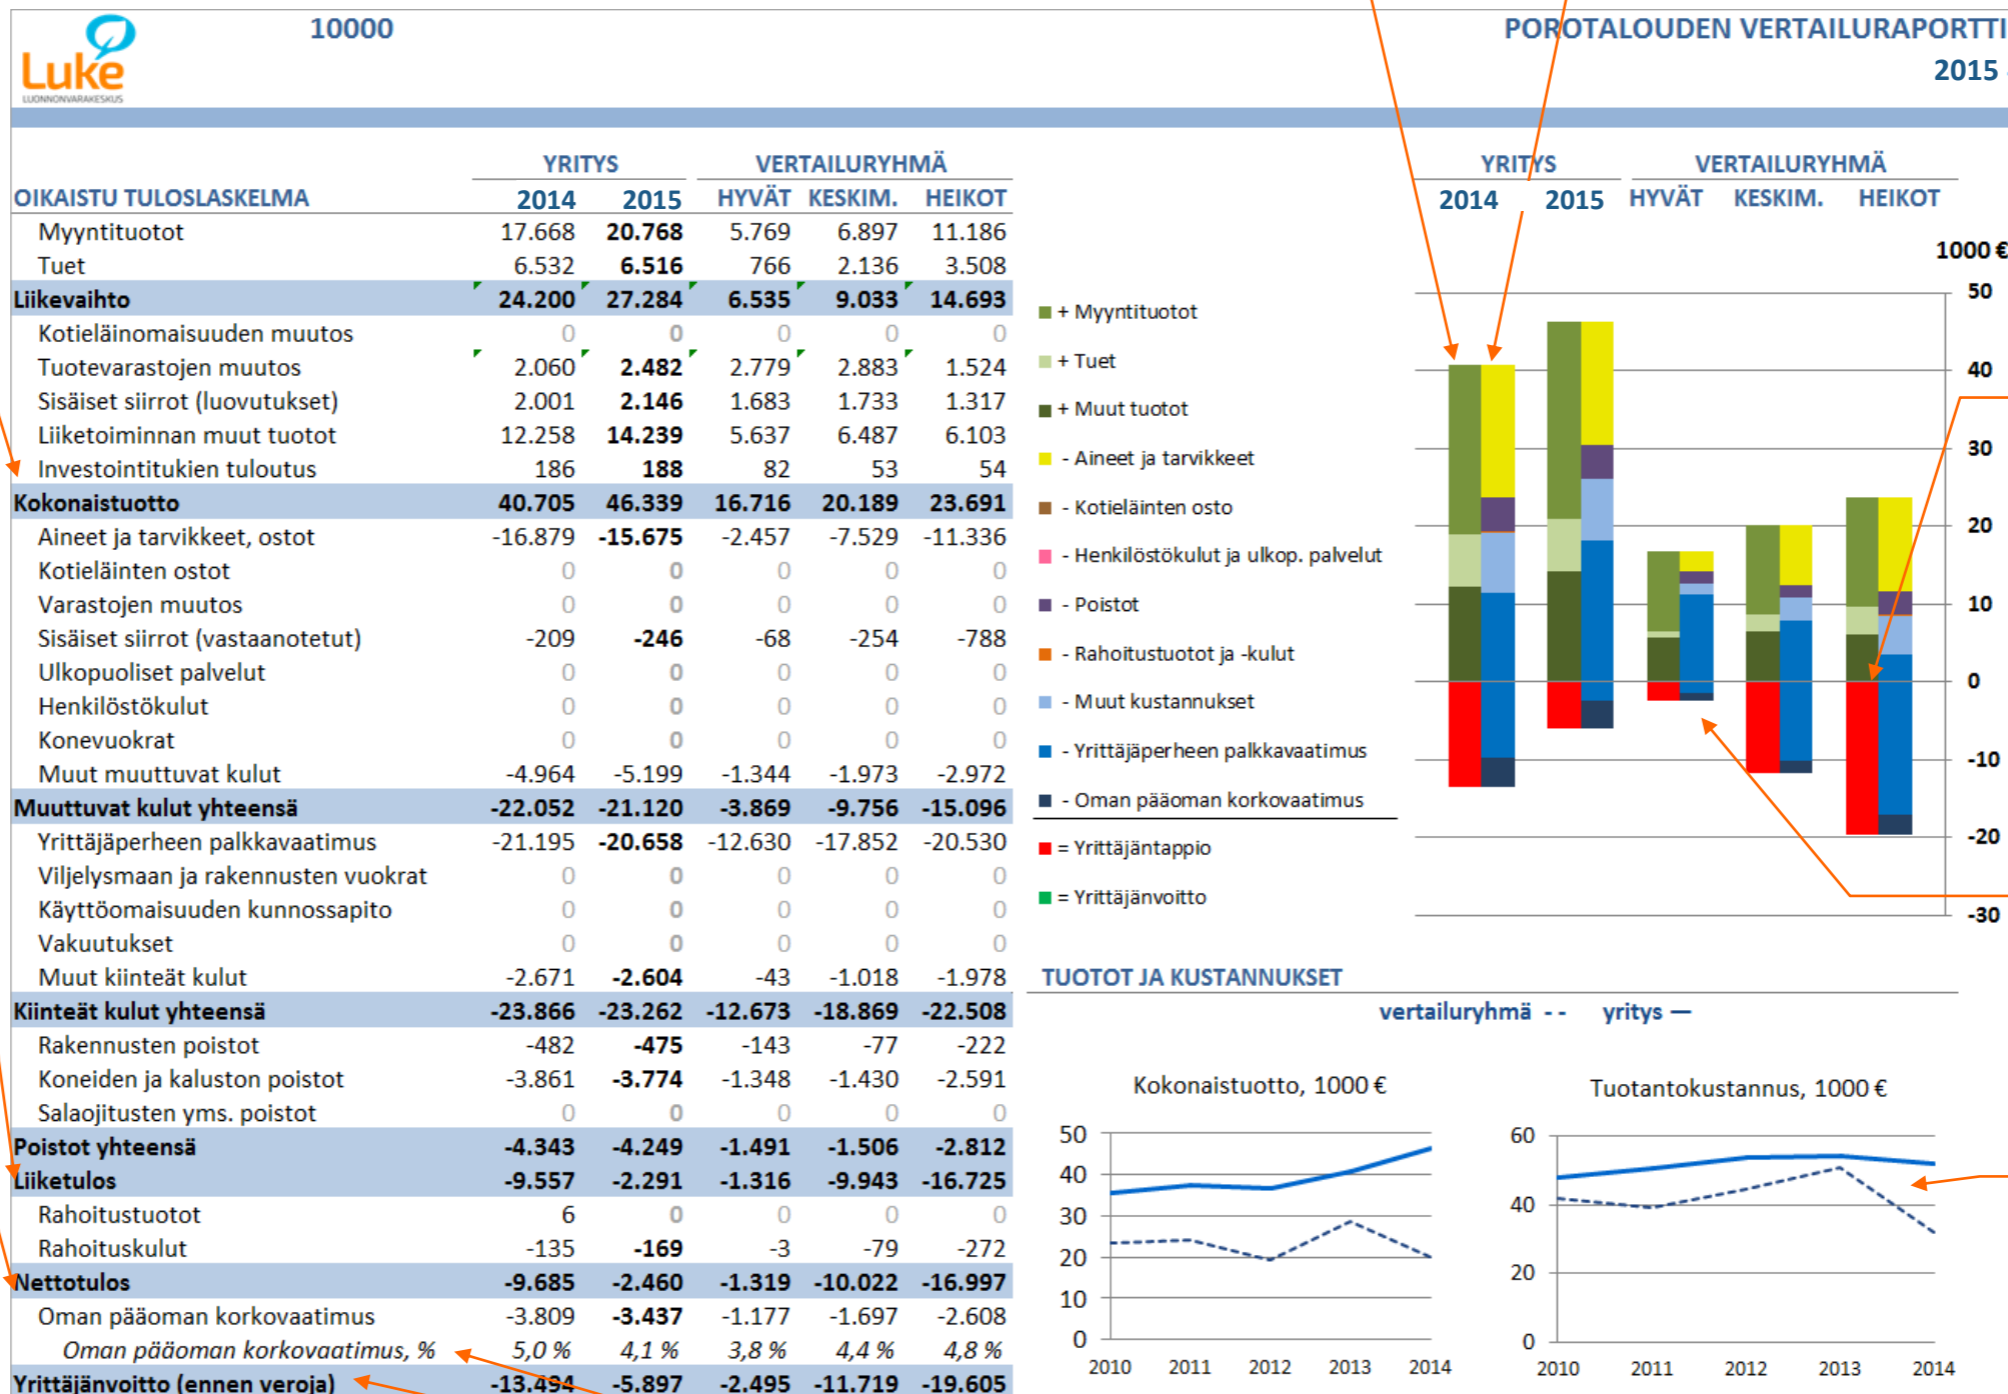 Luke
LUONNONVARAKESKUS
10000
POROTALOUDEN VERTAILURAPORTTI
2015
YRITYS VERTAILURYHMÄ
OIKAISTU TULOSLASKELMA 2014 2015 HYVÄT KESKIM. HEIKOT
Myyntituotot 17.668 20.768 5.769 6.897 11.186
Tuet 6.532 6.516 766 2.136 3.508
Liikevaihto 24.200 27.284 6.535 9.033 14.693
Kotieläinomaisuuden muutos 0 0 0 0 0
Tuotevarastojen muutos 2.060 2.482 2.779 2.883 1.524
Sisäiset siirrot (luovutukset) 2.001 2.146 1.683 1.733 1.317
Liiketoiminnan muut tuotot 12.258 14.239 5.637 6.487 6.103
Investointitukien tuloutus 186 188 82 53 54
Kokonaistuotto 40.705 46.339 16.716 20.189 23.691
Aineet ja tarvikkeet, ostot -16.879 -15.675 -2.457 -7.529 -11.336
Kotieläinten ostot 0 0 0 0 0
Varastojen muutos 0 0 0 0 0
Sisäiset siirrot (vastaanotetut) -209 -246 -68 -254 -788
Ulkopuoliset palvelut 0 0 0 0 0
Henkilöstökulut 0 0 0 0 0
Konevuokrat 0 0 0 0 0
Muut muuttuvat kulut -4.964 -5.199 -1.344 -1.973 -2.972
Muuttuvat kulut yhteensä -22.052 -21.120 -3.869 -9.756 -15.096
Yrittäjäperheen palkkavaatimus -21.195 -20.658 -12.630 -17.852 -20.530
Viljelysmaan ja rakennusten vuokrat 0 0 0 0 0
Käyttöomaisuuden kunnossapito 0 0 0 0 0
Vakuutukset 0 0 0 0 0
Muut kiinteät kulut -2.671 -2.604 -43 -1.018 -1.978
Kiinteät kulut yhteensä -23.866 -23.262 -12.673 -18.869 -22.508
Rakennusten poistot -482 -475 -143 -77 -222
Koneiden ja kaluston poistot -3.861 -3.774 -1.348 -1.430 -2.591
Salaojitusten yms. poistot 0 0 0 0 0
Poistot yhteensä -4.343 -4.249 -1.491 -1.506 -2.812
Liiketulos -9.557 -2.291 -1.316 -9.943 -16.725
Rahoitustuotot 6 0 0 0 0
Rahoituskulut -135 -169 -3 -79 -272
Nettotulos -9.685 -2.460 -1.319 -10.022 -16.997
Oman pääoman korkovaatimus -3.809 -3.437 -1.177 -1.697 -2.608
Oman pääoman korkovaatimus, % 5,0 % 4,1 % 3,8 % 4,4 % 4,8 %
Yrittäjänvoitto (ennen veroja) -13.494 -5.897 -2.495 -11.719 -19.605
YRITYS VERTAILURYHMÄ
2014 2015 HYVÄT KESKIM. HEIKOT
1000 €
50
40
30
20
10
0
-10
-20
-30
+ Myyntituotot
+ Tuet
+ Muut tuotot
- Aineet ja tarvikkeet
- Kotieläinten osto
- Henkilöstökulut ja ulkop. palvelut
- Poistot
- Rahoitustuotot ja -kulut
- Muut kustannukset
- Yrittäjäperheen palkkavaatimus
- Oman pääoman korkovaatimus
= Yrittäjäntappio
= Yrittäjänvoitto
TUOTOT JA KUSTANNUKSET
vertailuryhmä - - yritys —
Kokonaistuotto, 1000 €
50
40
30
20
10
0
2010 2011 2012 2013 2014
Tuotantokustannus, 1000 €
60
40
20
0
2010 2011 2012 2013 2014